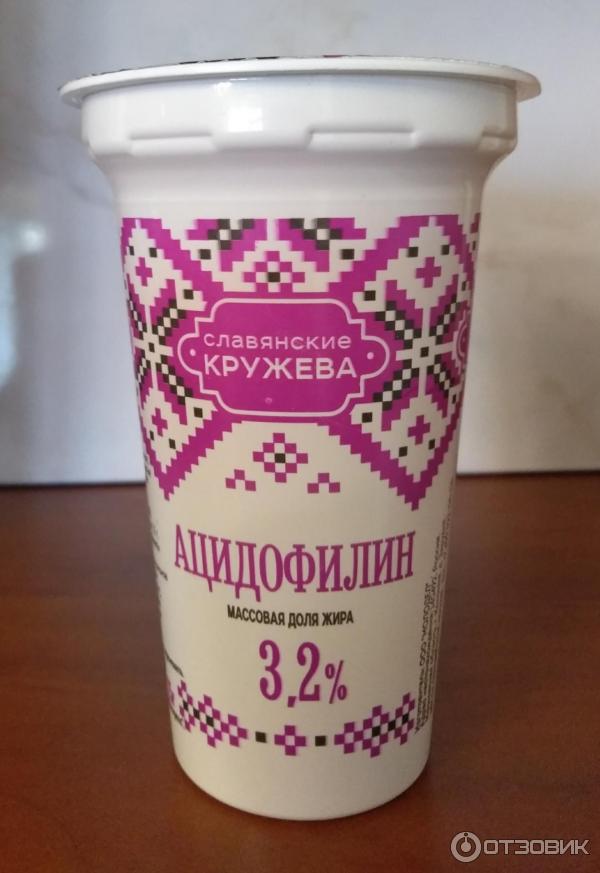 славянские
КРУЖЕВА
АЦИДОФИЛИН
МАССОВАЯ ДОЛЯ ЖИРА
3,2%
ОТЗОВИК